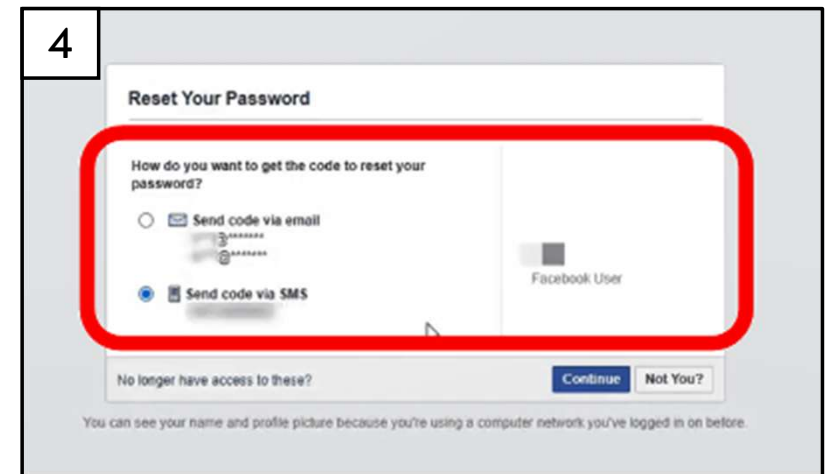 4
Reset Your Password
How do you want to get the code to reset your
password?
Send code via email
@*******
@*******
Send code via SMS
Facebook User
No longer have access to these?
Continue
Not You?
You can see your name and profile picture because you're using a computer network you've logged in on before.